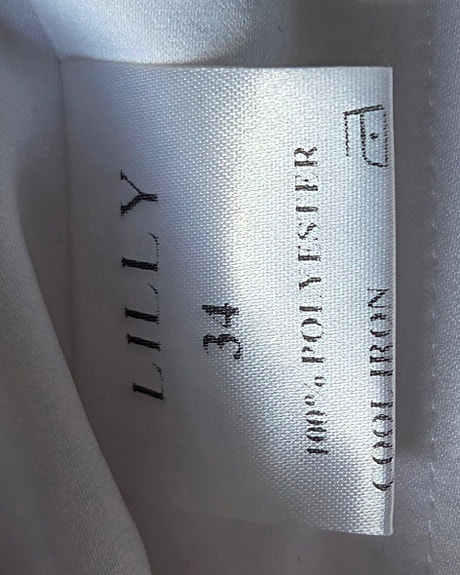 LILLY
34
100% POLYESTER
COOL IRON